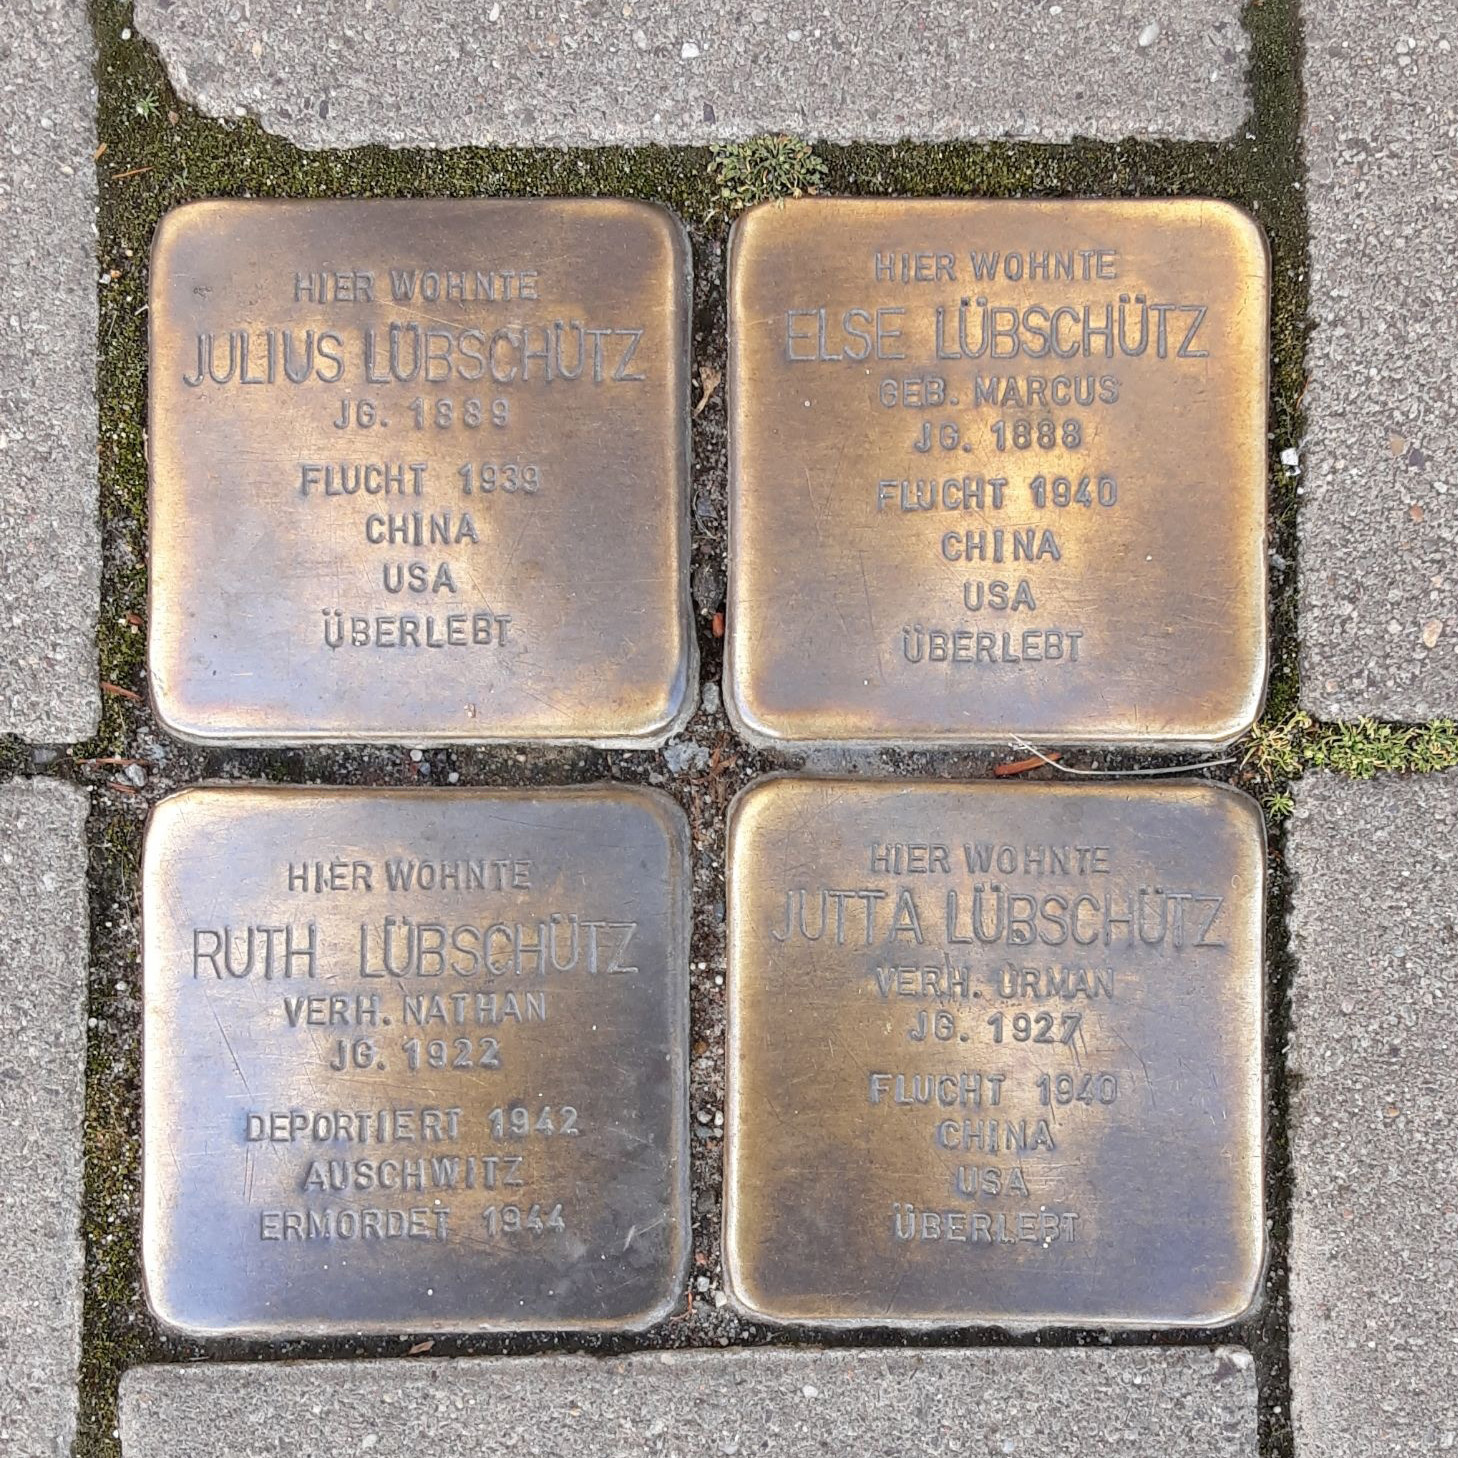 HIER WOHNTE
JULIUS LÜBSCHÜTZ
JG. 1889
FLUCHT 1939
CHINA
USA
ÜBERLEBT
HIER WOHNTE
ELSE LÜBSCHÜTZ
GEB. MARCUS
JG. 1888
FLUCHT 1940
CHINA
USA
ÜBERLEBT
HIER WOHNTE
RUTH LÜBSCHÜTZ
VERH. NATHAN
JG. 1922
DEPORTIERT 1942
AUSCHWITZ
ERMORDET 1944
HIER WOHNTE
JUTTA LÜBSCHÜTZ
VERH. URMAN
JG. 1927
FLUCHT 1940
CHINA
USA
ÜBERLEBT